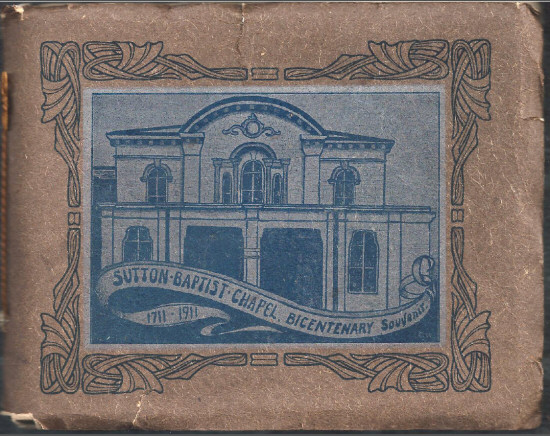 SUTTON·BAPTIST·CHAPEL BICENTENARY SOUVENIR
1711-1911